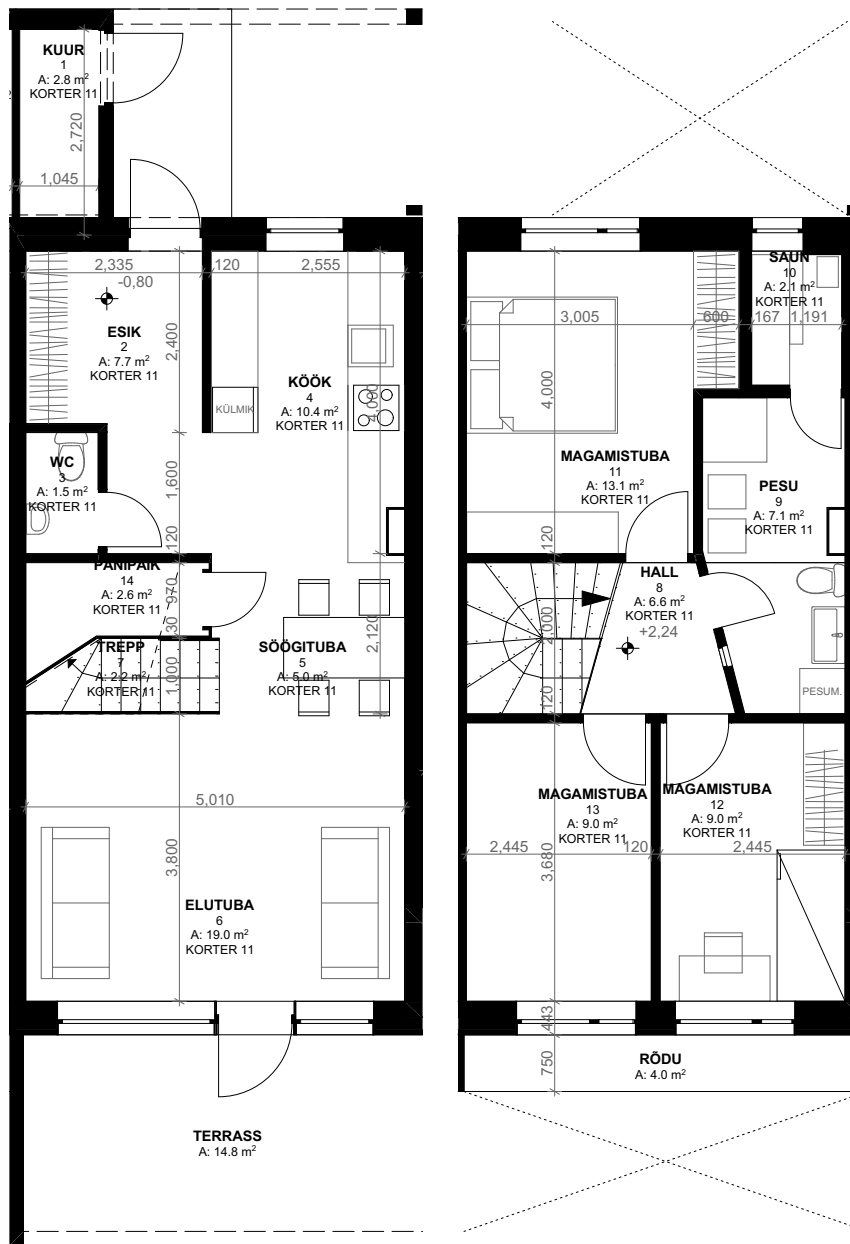 KUUR
1
A: 2.8 m²
KORTER 11
2,720
1,045
2,335
120
2,555
-0,80
ESIK
2
A: 7.7 m²
KORTER 11
2,400
KÖÖK
4
A: 10.4 m²
KORTER 11
4,090
KÜLMIK
WC
3
A: 1.5 m²
KORTER 11
1,600
120
PANIPAIK
14
A: 2.6 m²
KORTER 11
970
TREPP
7
A: 2.2 m²
KORTER 11
130
1,000
SÖÖGITUBA
5
A: 5.0 m²
KORTER 11
2,120
5,010
3,800
ELUTUBA
6
A: 19.0 m²
KORTER 11
TERRASS
A: 14.8 m²
SAUN
10
A: 2.1 m²
KORTER 11
3,005
600
167
1,191
4,000
MAGAMISTUBA
11
A: 13.1 m²
KORTER 11
PESU
9
A: 7.1 m²
KORTER 11
120
HALL
8
A: 6.6 m²
KORTER 11
+2,24
2,000
120
PESUM.
MAGAMISTUBA
13
A: 9.0 m²
KORTER 11
MAGAMISTUBA
12
A: 9.0 m²
KORTER 11
2,445
120
2,445
3,680
443
750
RÕDU
A: 4.0 m²